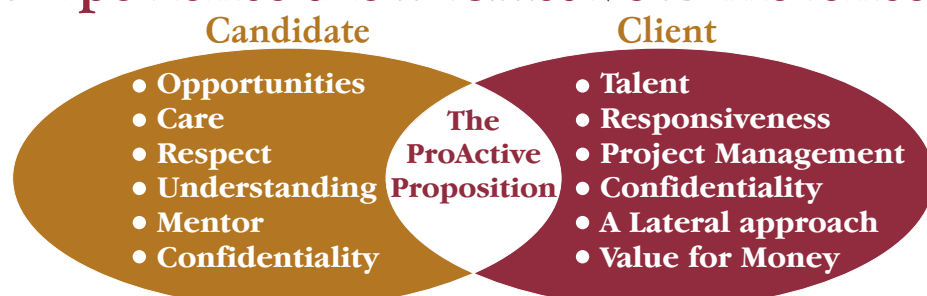 Candidate
Client
• Opportunities
• Care
• Respect
• Understanding
• Mentor
• Confidentiality
The
ProActive
Proposition
• Talent
• Responsiveness
• Project Management
• Confidentiality
• A Lateral approach
• Value for Money